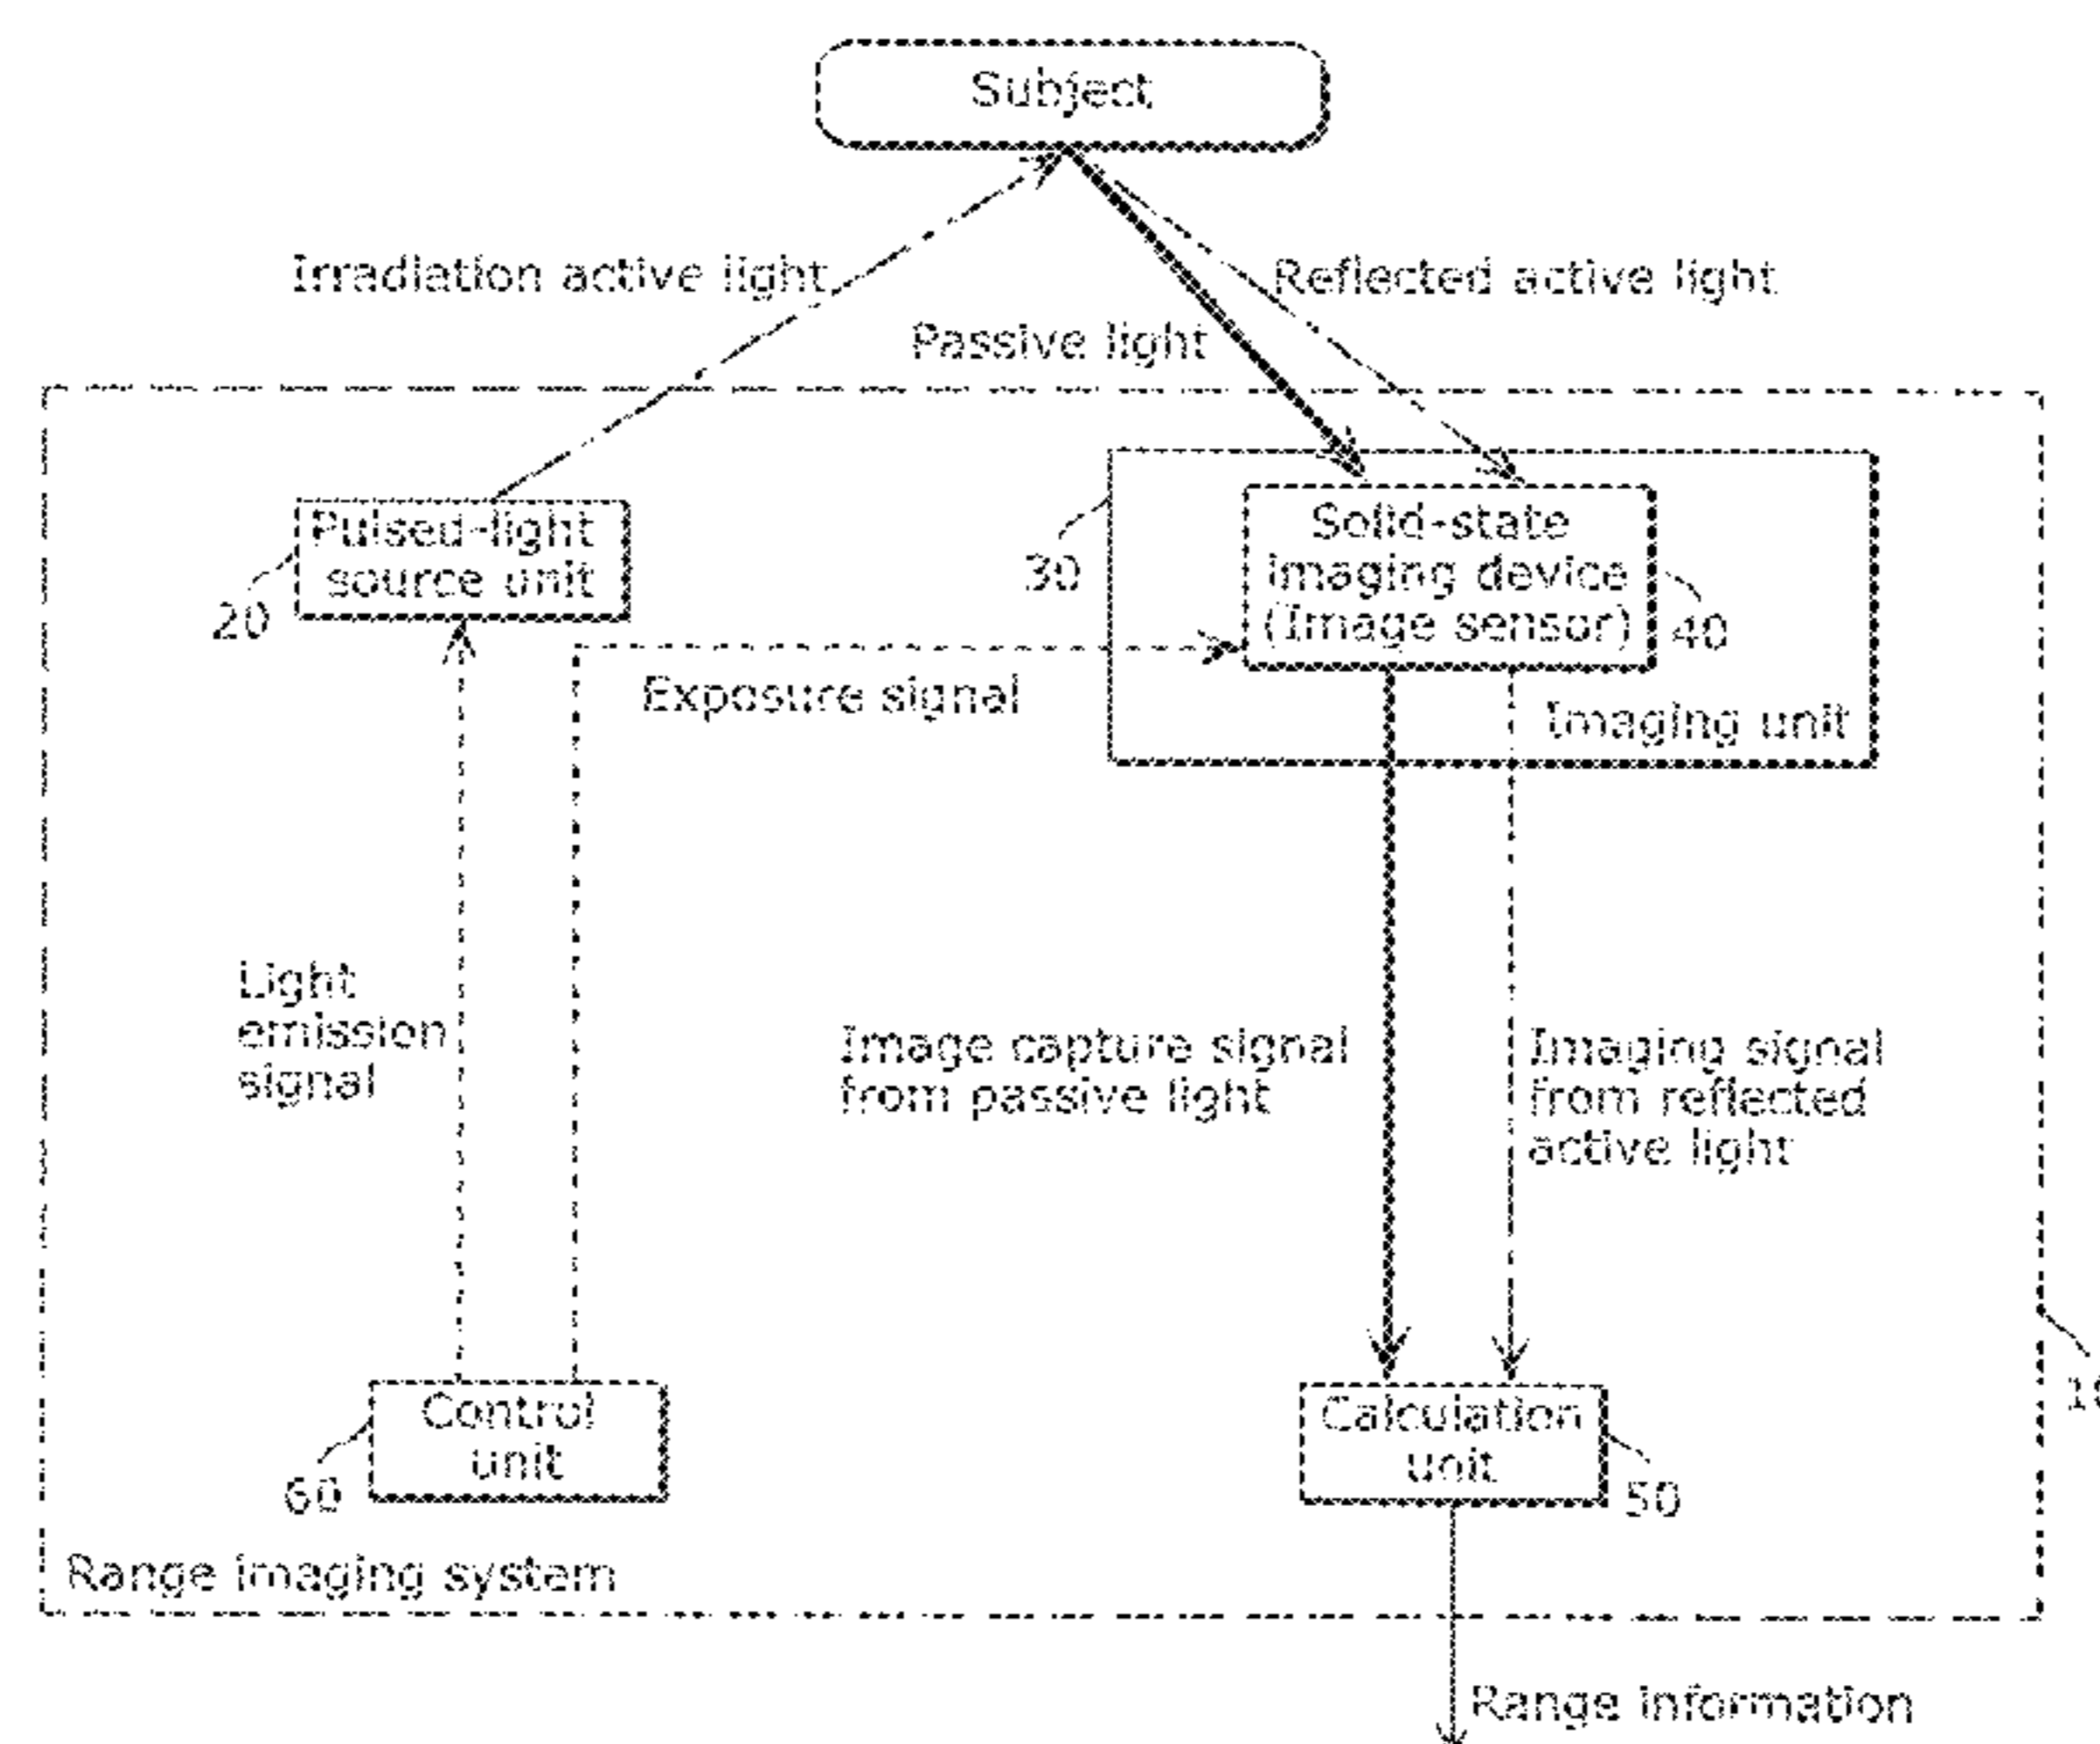 Subject
Irradiation active light
Reflected active light
Passive light
Pulsed-light
source unit
20
30
Solid-state
imaging device
(Image sensor)
40
Exposure signal
Imaging unit
Light
emission
signal
Image capture signal
from passive light
Imaging signal
from reflected
active light
Control
unit
60
Calculation
unit
50
Range imaging system
Range information